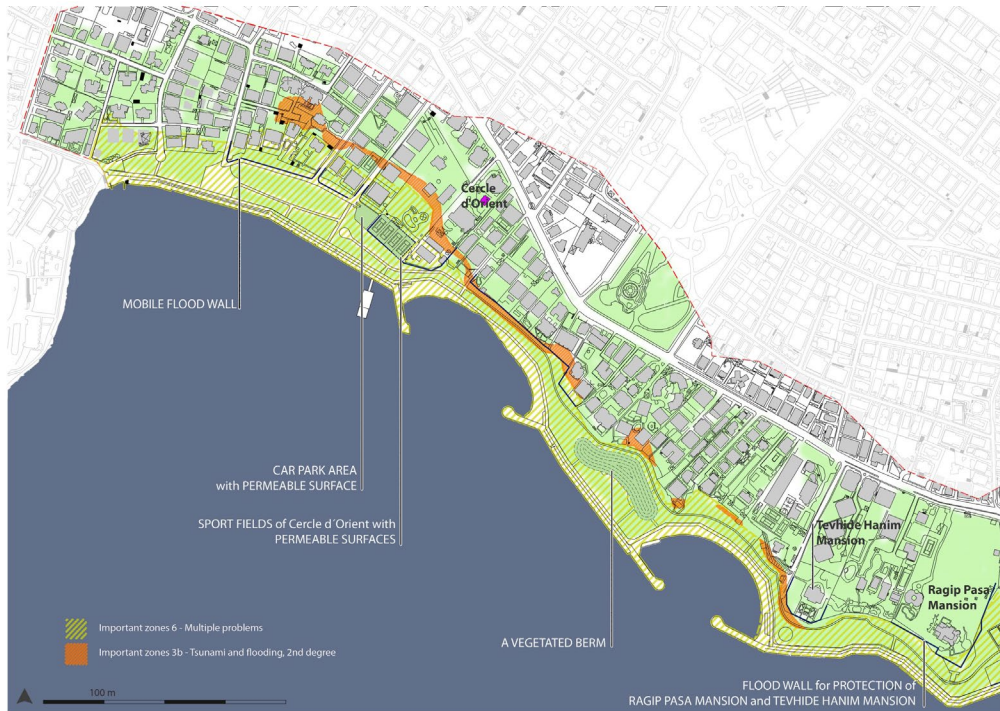 Cercle
d'Orient
MOBILE FLOOD WALL
CAR PARK AREA
with PERMEABLE SURFACE
SPORT FIELDS of Cercle d´Orient with
PERMEABLE SURFACES
Tevhide Hanim
Mansion
Ragip Pasa
Mansion
Important zones 6 - Multiple problems
Important zones 3b - Tsunami and flooding, 2nd degree
A VEGETATED BERM
100 m
FLOOD WALL for PROTECTION of
RAGIP PASA MANSION and TEVHIDE HANIM MANSION